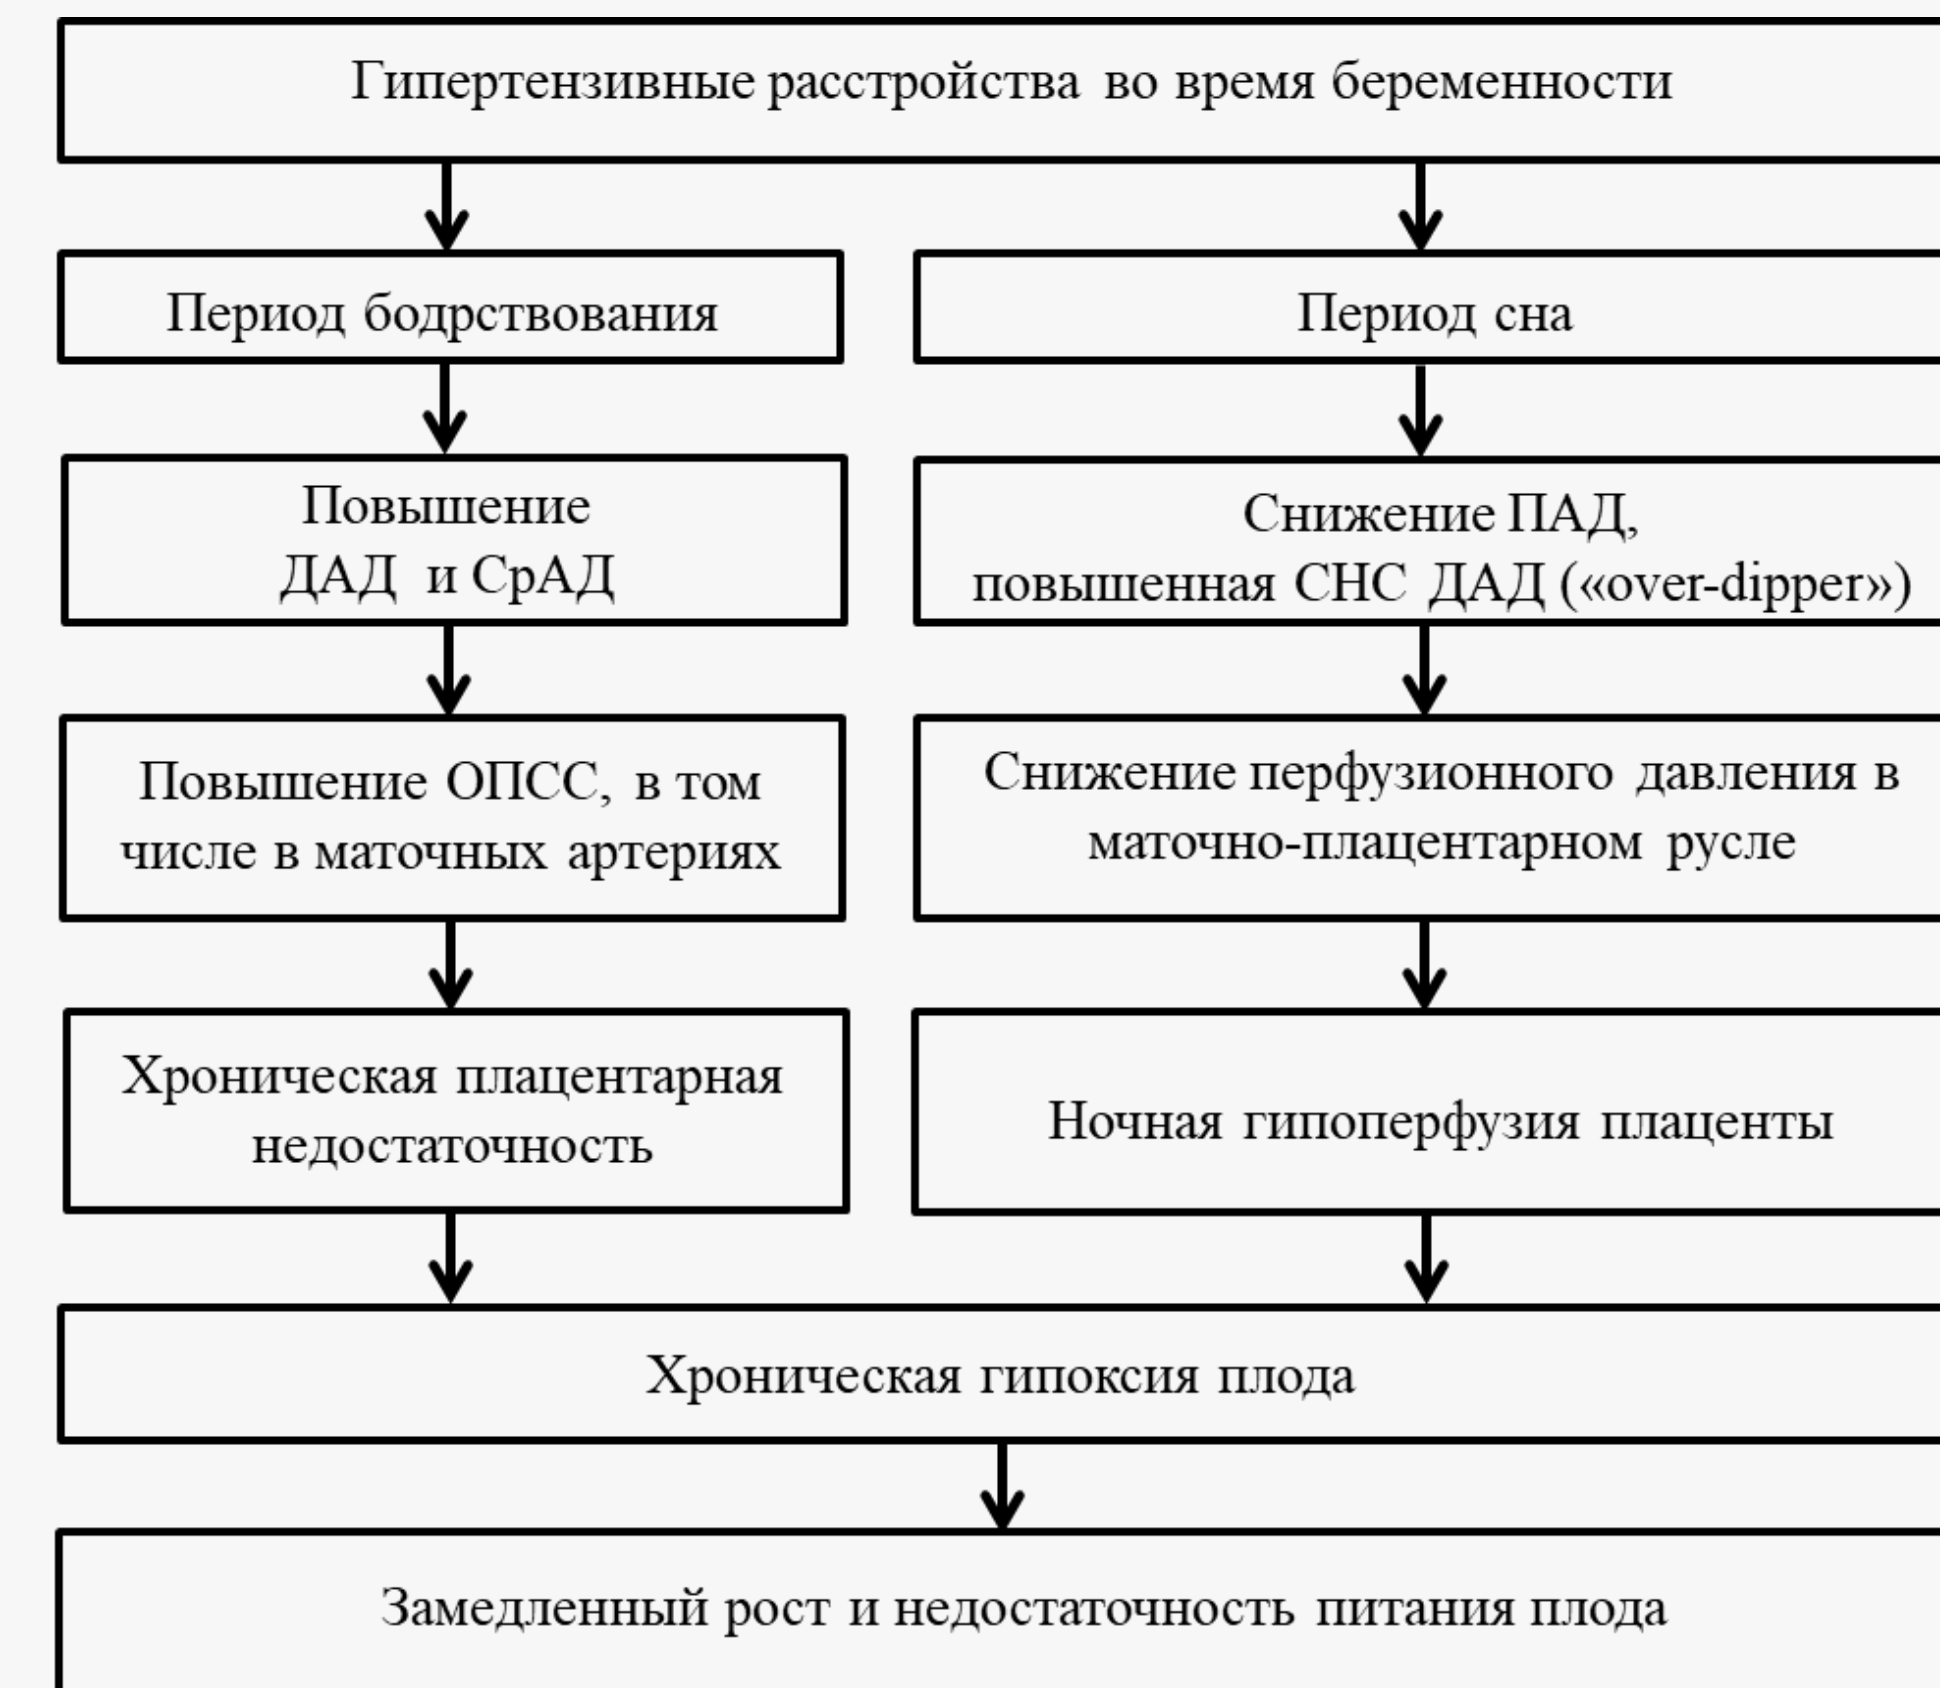 Гипертензивные расстройства во время беременности
Период бодрствования
Период сна
Повышение
ДАД и СрАД
Снижение ПАД,
повышенная СНС ДАД («over-dipper»)
Повышение ОПСС, в том
числе в маточных артериях
Снижение перфузионного давления в
маточно-плацентарном русле
Хроническая плацентарная
недостаточность
Ночная гипоперфузия плаценты
Хроническая гипоксия плода
Замедленный рост и недостаточность питания плода